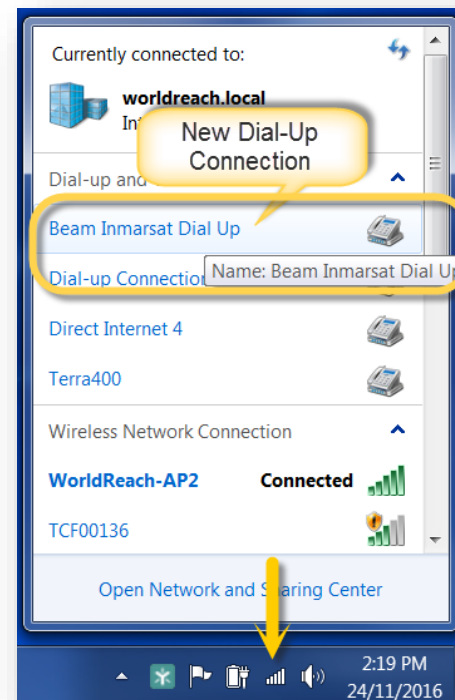 Currently connected to:
worldreach.local
New Dial-Up
Connection
Dial-up and
Beam Inmarsat Dial Up
Dial-up Connection
Name: Beam Inmarsat Dial Up
Direct Internet 4
Terra400
Wireless Network Connection
WorldReach-AP2 Connected
TCF00136
Open Network and Sharing Center
2:19 PM
24/11/2016